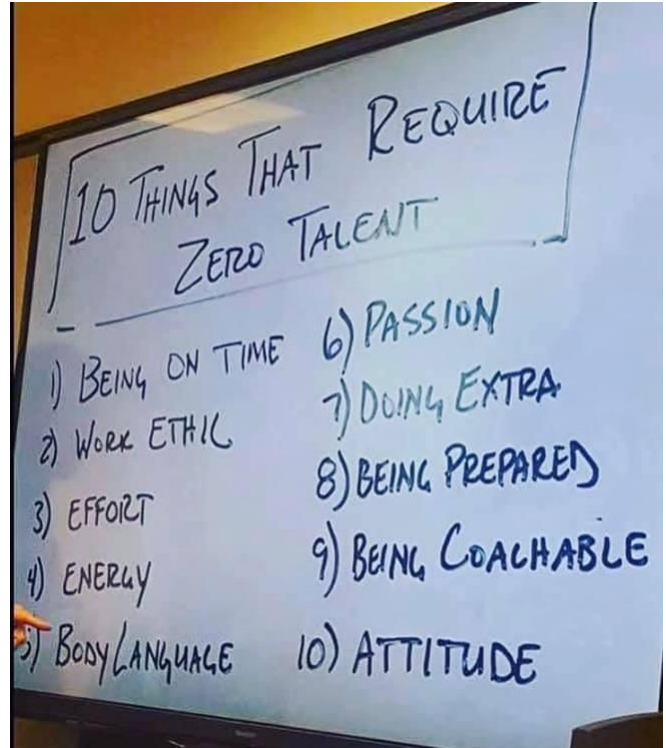 10 THINGS THAT REQUIRE
ZERO TALENT
1) BEING ON TIME
2) WORK ETHIC
3) EFFORT
4) ENERGY
5) BODY LANGUAGE
6) PASSION
7) DOING EXTRA
8) BEING PREPARED
9) BEING COACHABLE
10) ATTITUDE